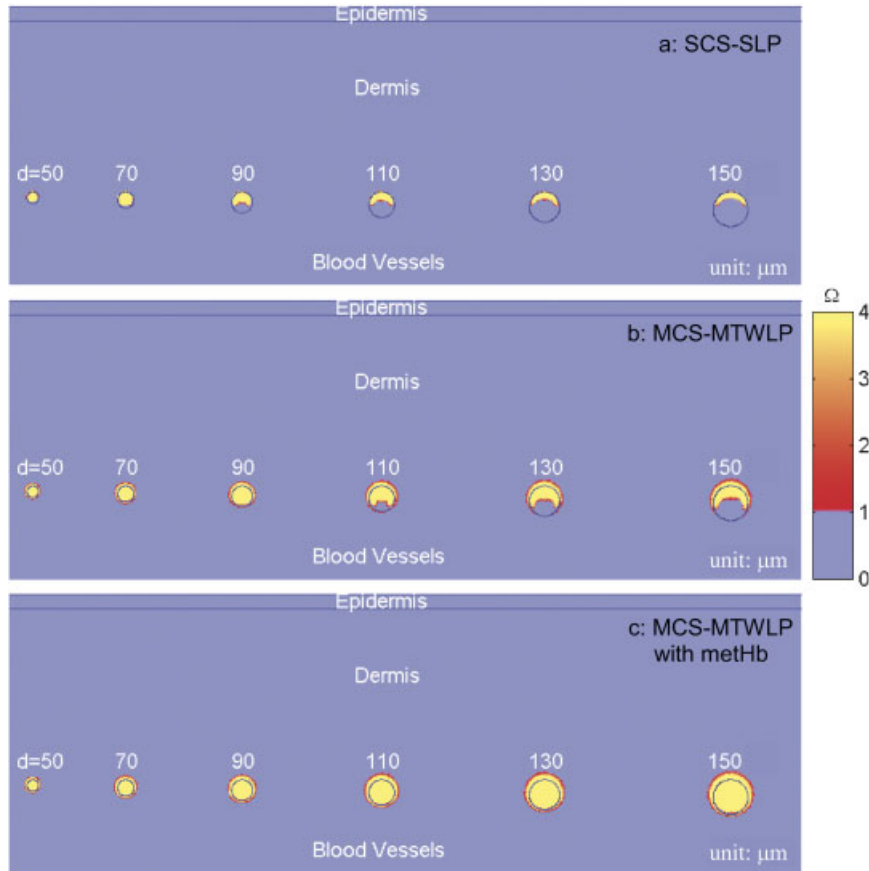 Epidermis
a: SCS-SLP
Dermis
d=50 70 90 110 130 150
Blood Vessels
unit: μm
Epidermis
b: MCS-MTWLP
Dermis
d=50 70 90 110 130 150
Blood Vessels
unit: μm
Ω
4
3
2
1
0
Epidermis
c: MCS-MTWLP
with metHb
Dermis
d=50 70 90 110 130 150
Blood Vessels
unit: μm